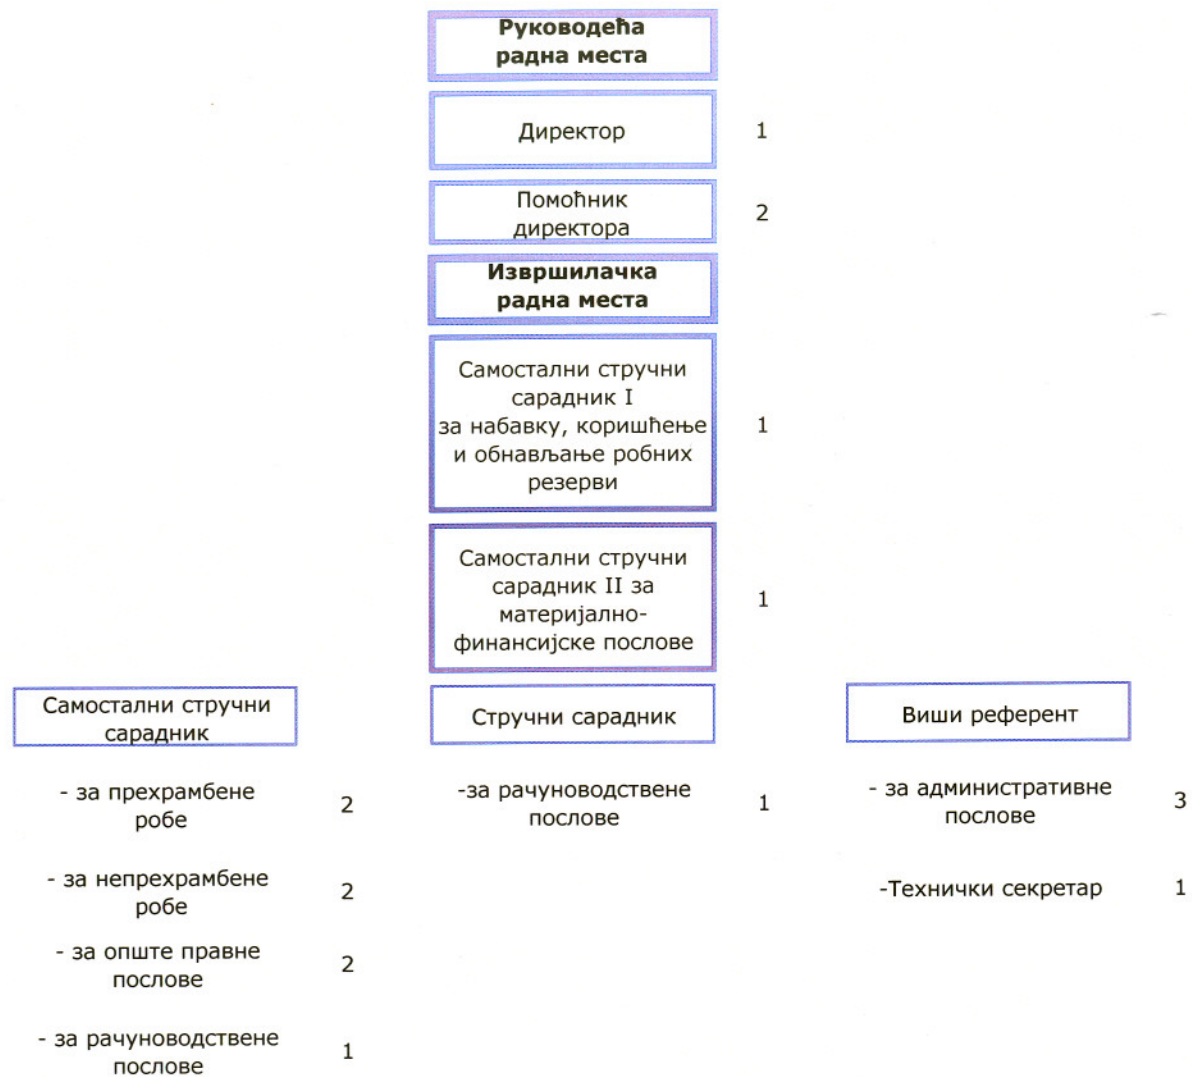 Руководећа
радна места
Директор
1
Помоћник
директора
2
Извршилачка
радна места
Самостални стручни
сарадник I
за набавку, коришћење
и обнављање робних
резерви
1
Самостални стручни
сарадник II за
материјално-
финансијске послове
1
Самостални стручни
сарадник
- за прехрамбене
робе
2
- за непрехрамбене
робе
2
- за опште правне
послове
2
- за рачуноводствене
послове
1
Стручни сарадник
-за рачуноводствене
послове
1
Виши референт
- за административне
послове
3
-Технички секретар
1